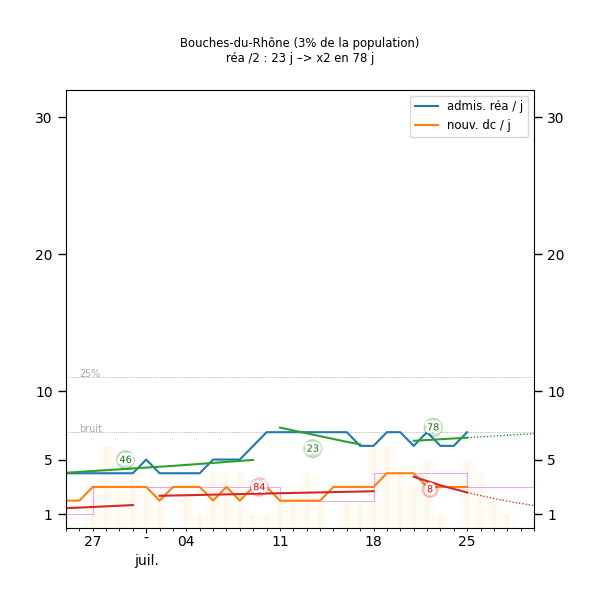 Bouches-du-Rhône (3% de la population)
réa /2 : 23 j –> x2 en 78 j
admis. réa / j
nouv. dc / j
30 30
20 20
25%
10 10
bruit
78
46
23
5 5
84
8
1 1
27 - 04 11 18 25
juil.